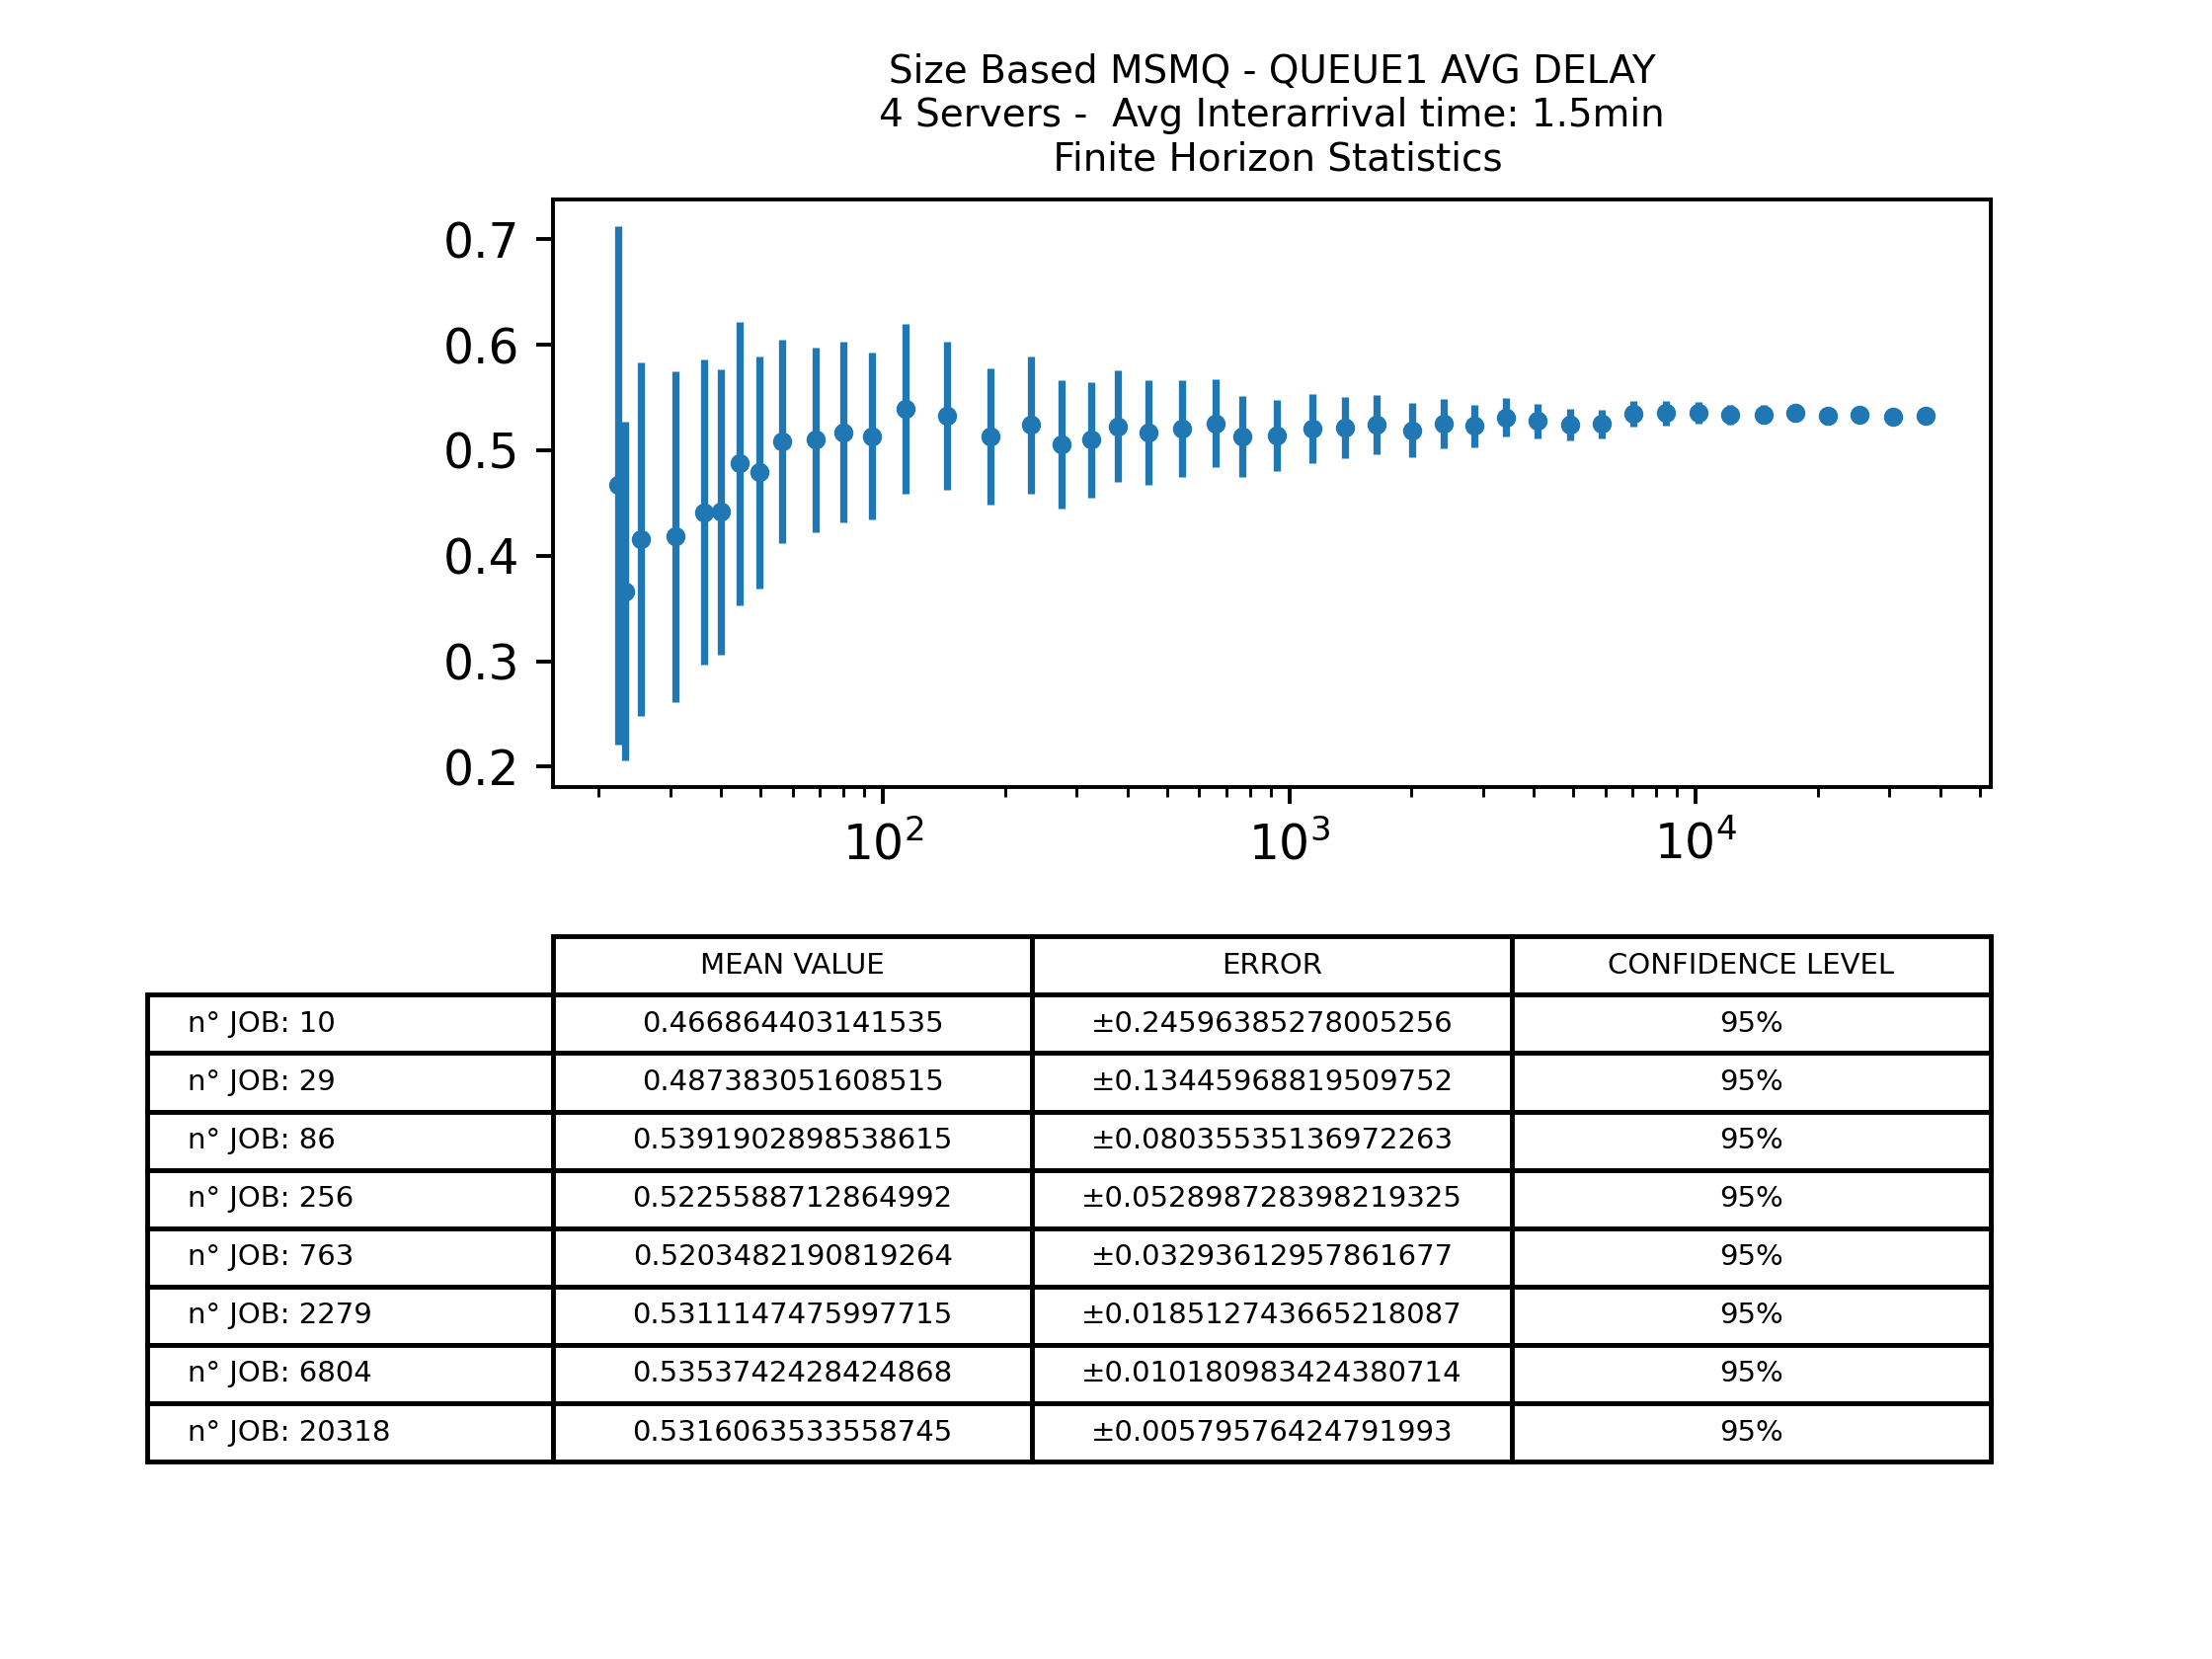 Size Based MSMQ - QUEUE1 AVG DELAY
4 Servers -  Avg Interarrival time: 1.5min
Finite Horizon Statistics
0.7
0.6
0.5
0.4
0.3
0.2
10² 10³ 10⁴
MEAN VALUE ERROR CONFIDENCE LEVEL
n° JOB: 10 0.466864403141535 ±0.24596385278005256 95%
n° JOB: 29 0.487383051608515 ±0.13445968819509752 95%
n° JOB: 86 0.5391902898538615 ±0.08035535136972263 95%
n° JOB: 256 0.5225588712864992 ±0.052898728398219325 95%
n° JOB: 763 0.5203482190819264 ±0.03293612957861677 95%
n° JOB: 2279 0.5311147475997715 ±0.018512743665218087 95%
n° JOB: 6804 0.5353742428424868 ±0.010180983424380714 95%
n° JOB: 20318 0.5316063533558745 ±0.00579576424791993 95%